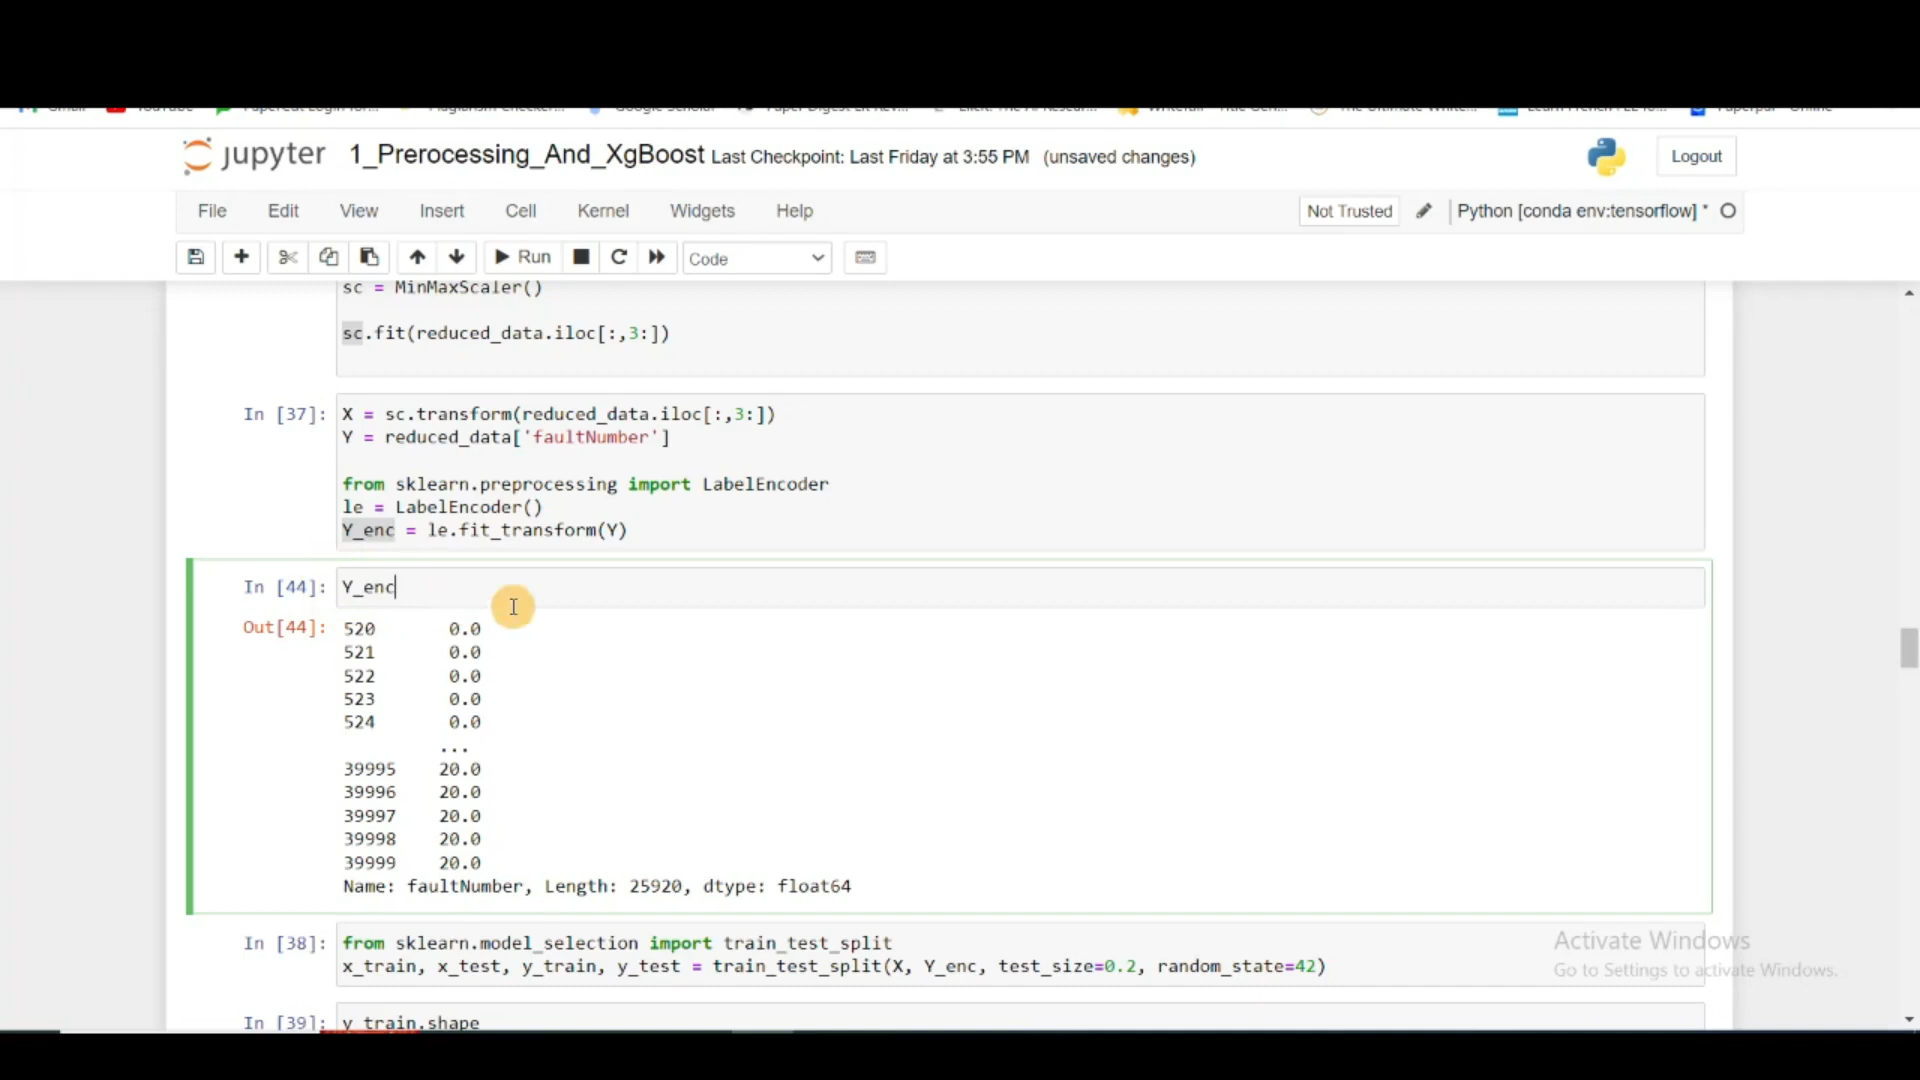 jupyter 1_Prerocessing_And_XgBoost Last Checkpoint: Last Friday at 3:55 PM (unsaved changes)
Logout
File Edit View Insert Cell Kernel Widgets Help
Not Trusted
Python [conda env:tensorflow] *
Run
Code
sc = MinMaxScaler()
sc.fit(reduced_data.iloc[:,3:])
In [37]: X = sc.transform(reduced_data.iloc[:,3:])
Y = reduced_data['faultNumber']
from sklearn.preprocessing import LabelEncoder
le = LabelEncoder()
Y_enc = le.fit_transform(Y)
In [44]: Y_enc
Out[44]: 520 0.0
521 0.0
522 0.0
523 0.0
524 0.0
...
39995 20.0
39996 20.0
39997 20.0
39998 20.0
39999 20.0
Name: faultNumber, Length: 25920, dtype: float64
In [38]: from sklearn.model_selection import train_test_split
x_train, x_test, y_train, y_test = train_test_split(X, Y_enc, test_size=0.2, random_state=42)
Activate Windows
Go to Settings to activate Windows.
In [39]: y_train.shape